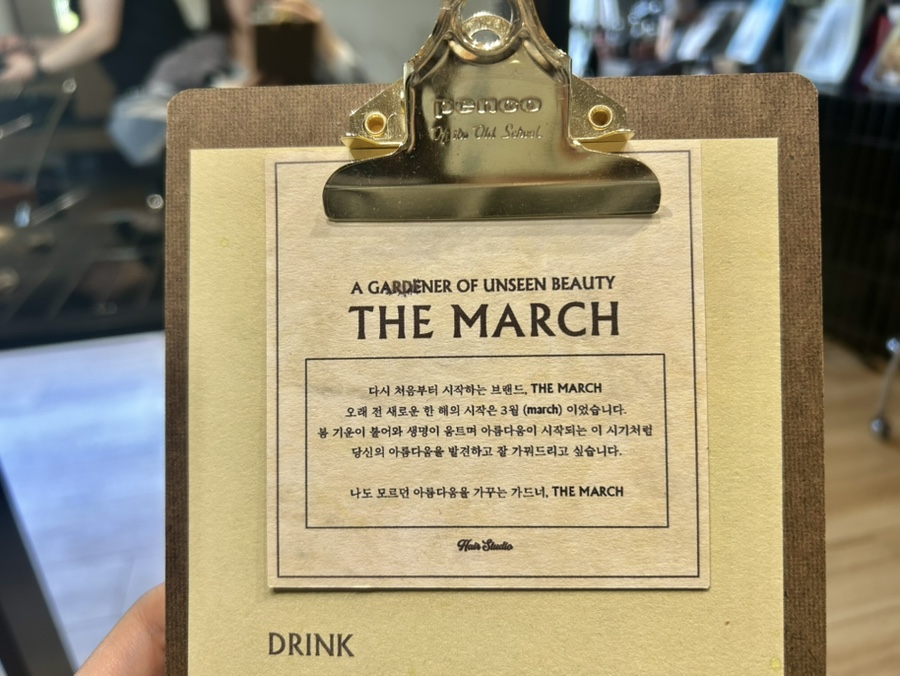 penco
Old School
A GARDENER OF UNSEEN BEAUTY
THE MARCH
다시 처음부터 시작하는 브랜드, THE MARCH
오래 전 새로운 한 해의 시작은 3월 (march) 이었습니다.
봄 기운이 불어와 생명이 움트며 아름다움이 시작되는 이 시기처럼
당신의 아름다움을 발견하고 잘 가꿔드리고 싶습니다.
나도 모르던 아름다움을 가꾸는 가드너, THE MARCH
Hair Studio
DRINK